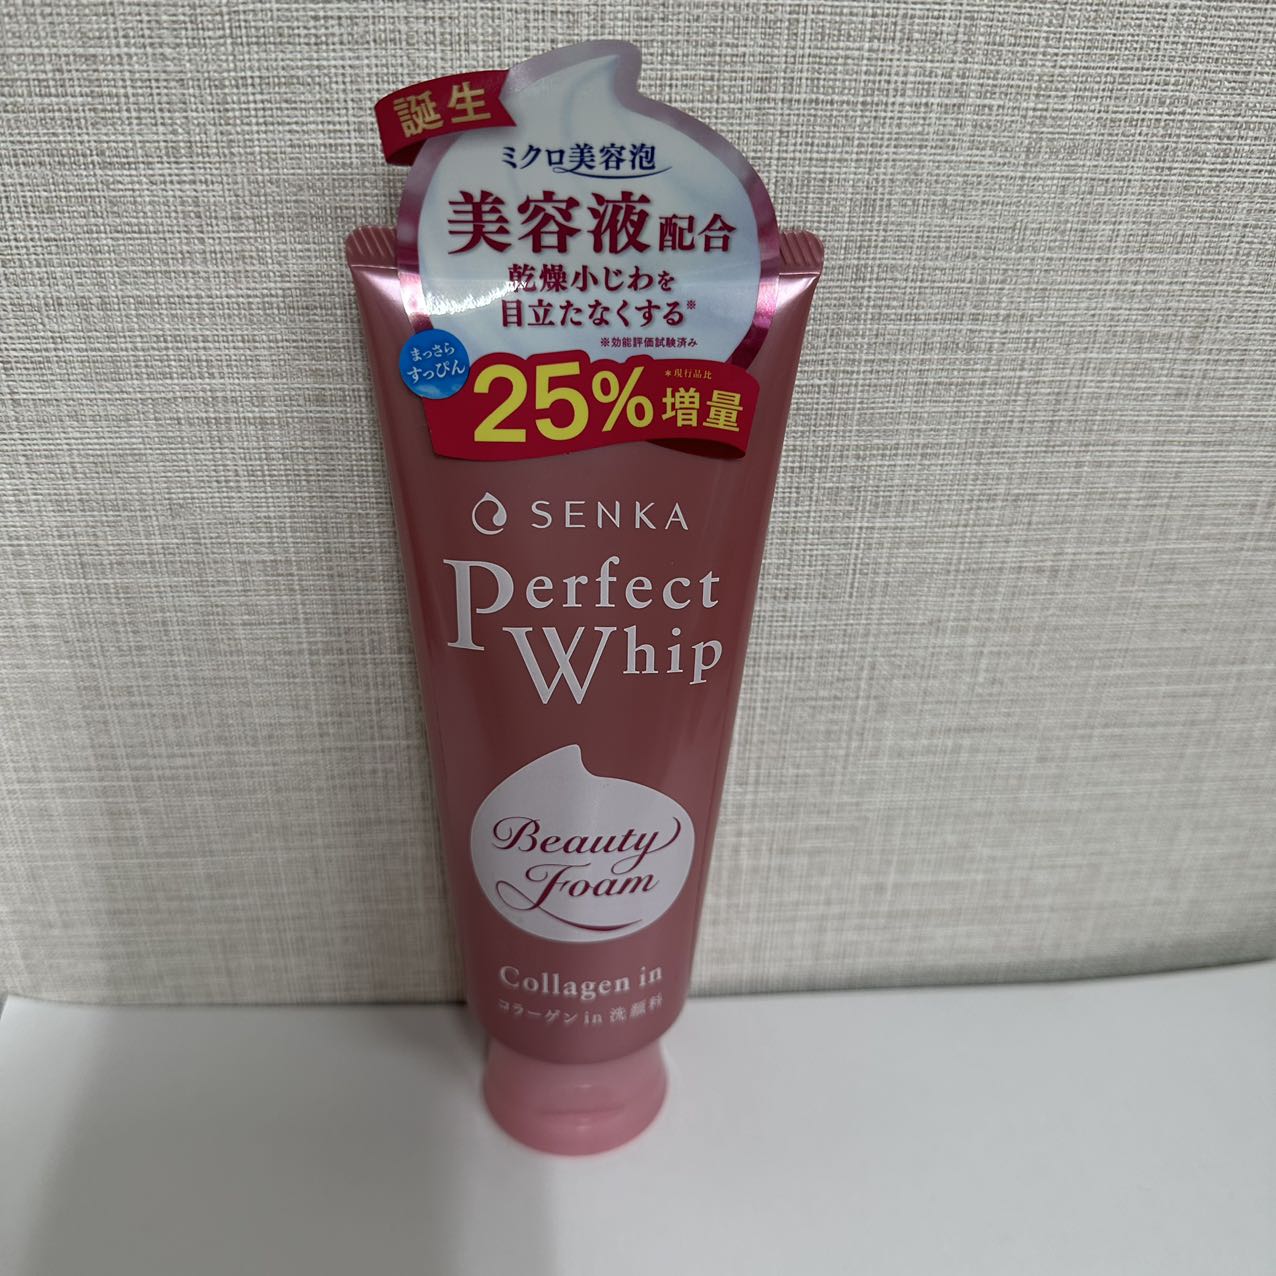 誕生
ミクロ美容泡
美容液配合
乾燥小じわを
目立たなくする※
※効能評価試験済み
まっさら
すっぴん
25%増量
*現行品比
SENKA
Perfect
Whip
Beauty
Foam
Collagen in
コラーゲンin洗顔料